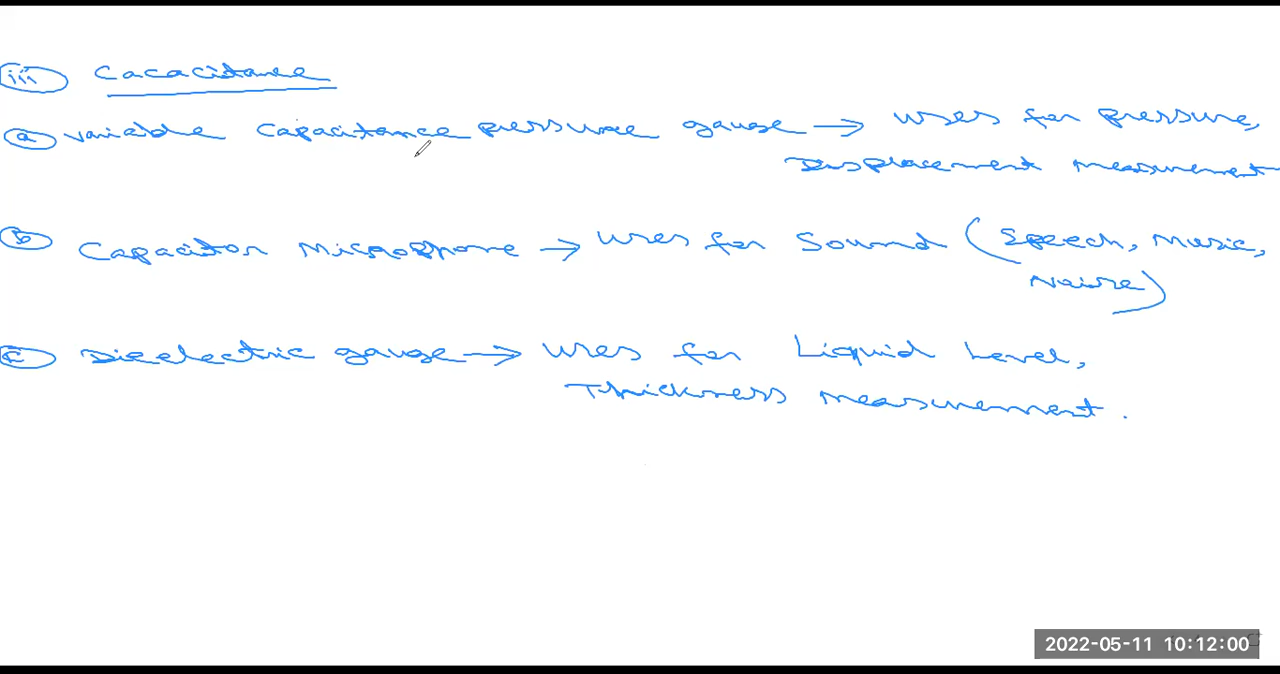 iii Cacacitance
a variable capacitance pressure gauge → uses for pressure,
Displacement measurement
b Capacitor Microphone → uses for Sound (Speech, Music,
Noise)
c Dielectric gauge → uses for Liquid Level,
Thickness measurement.
2022-05-11 10:12:00